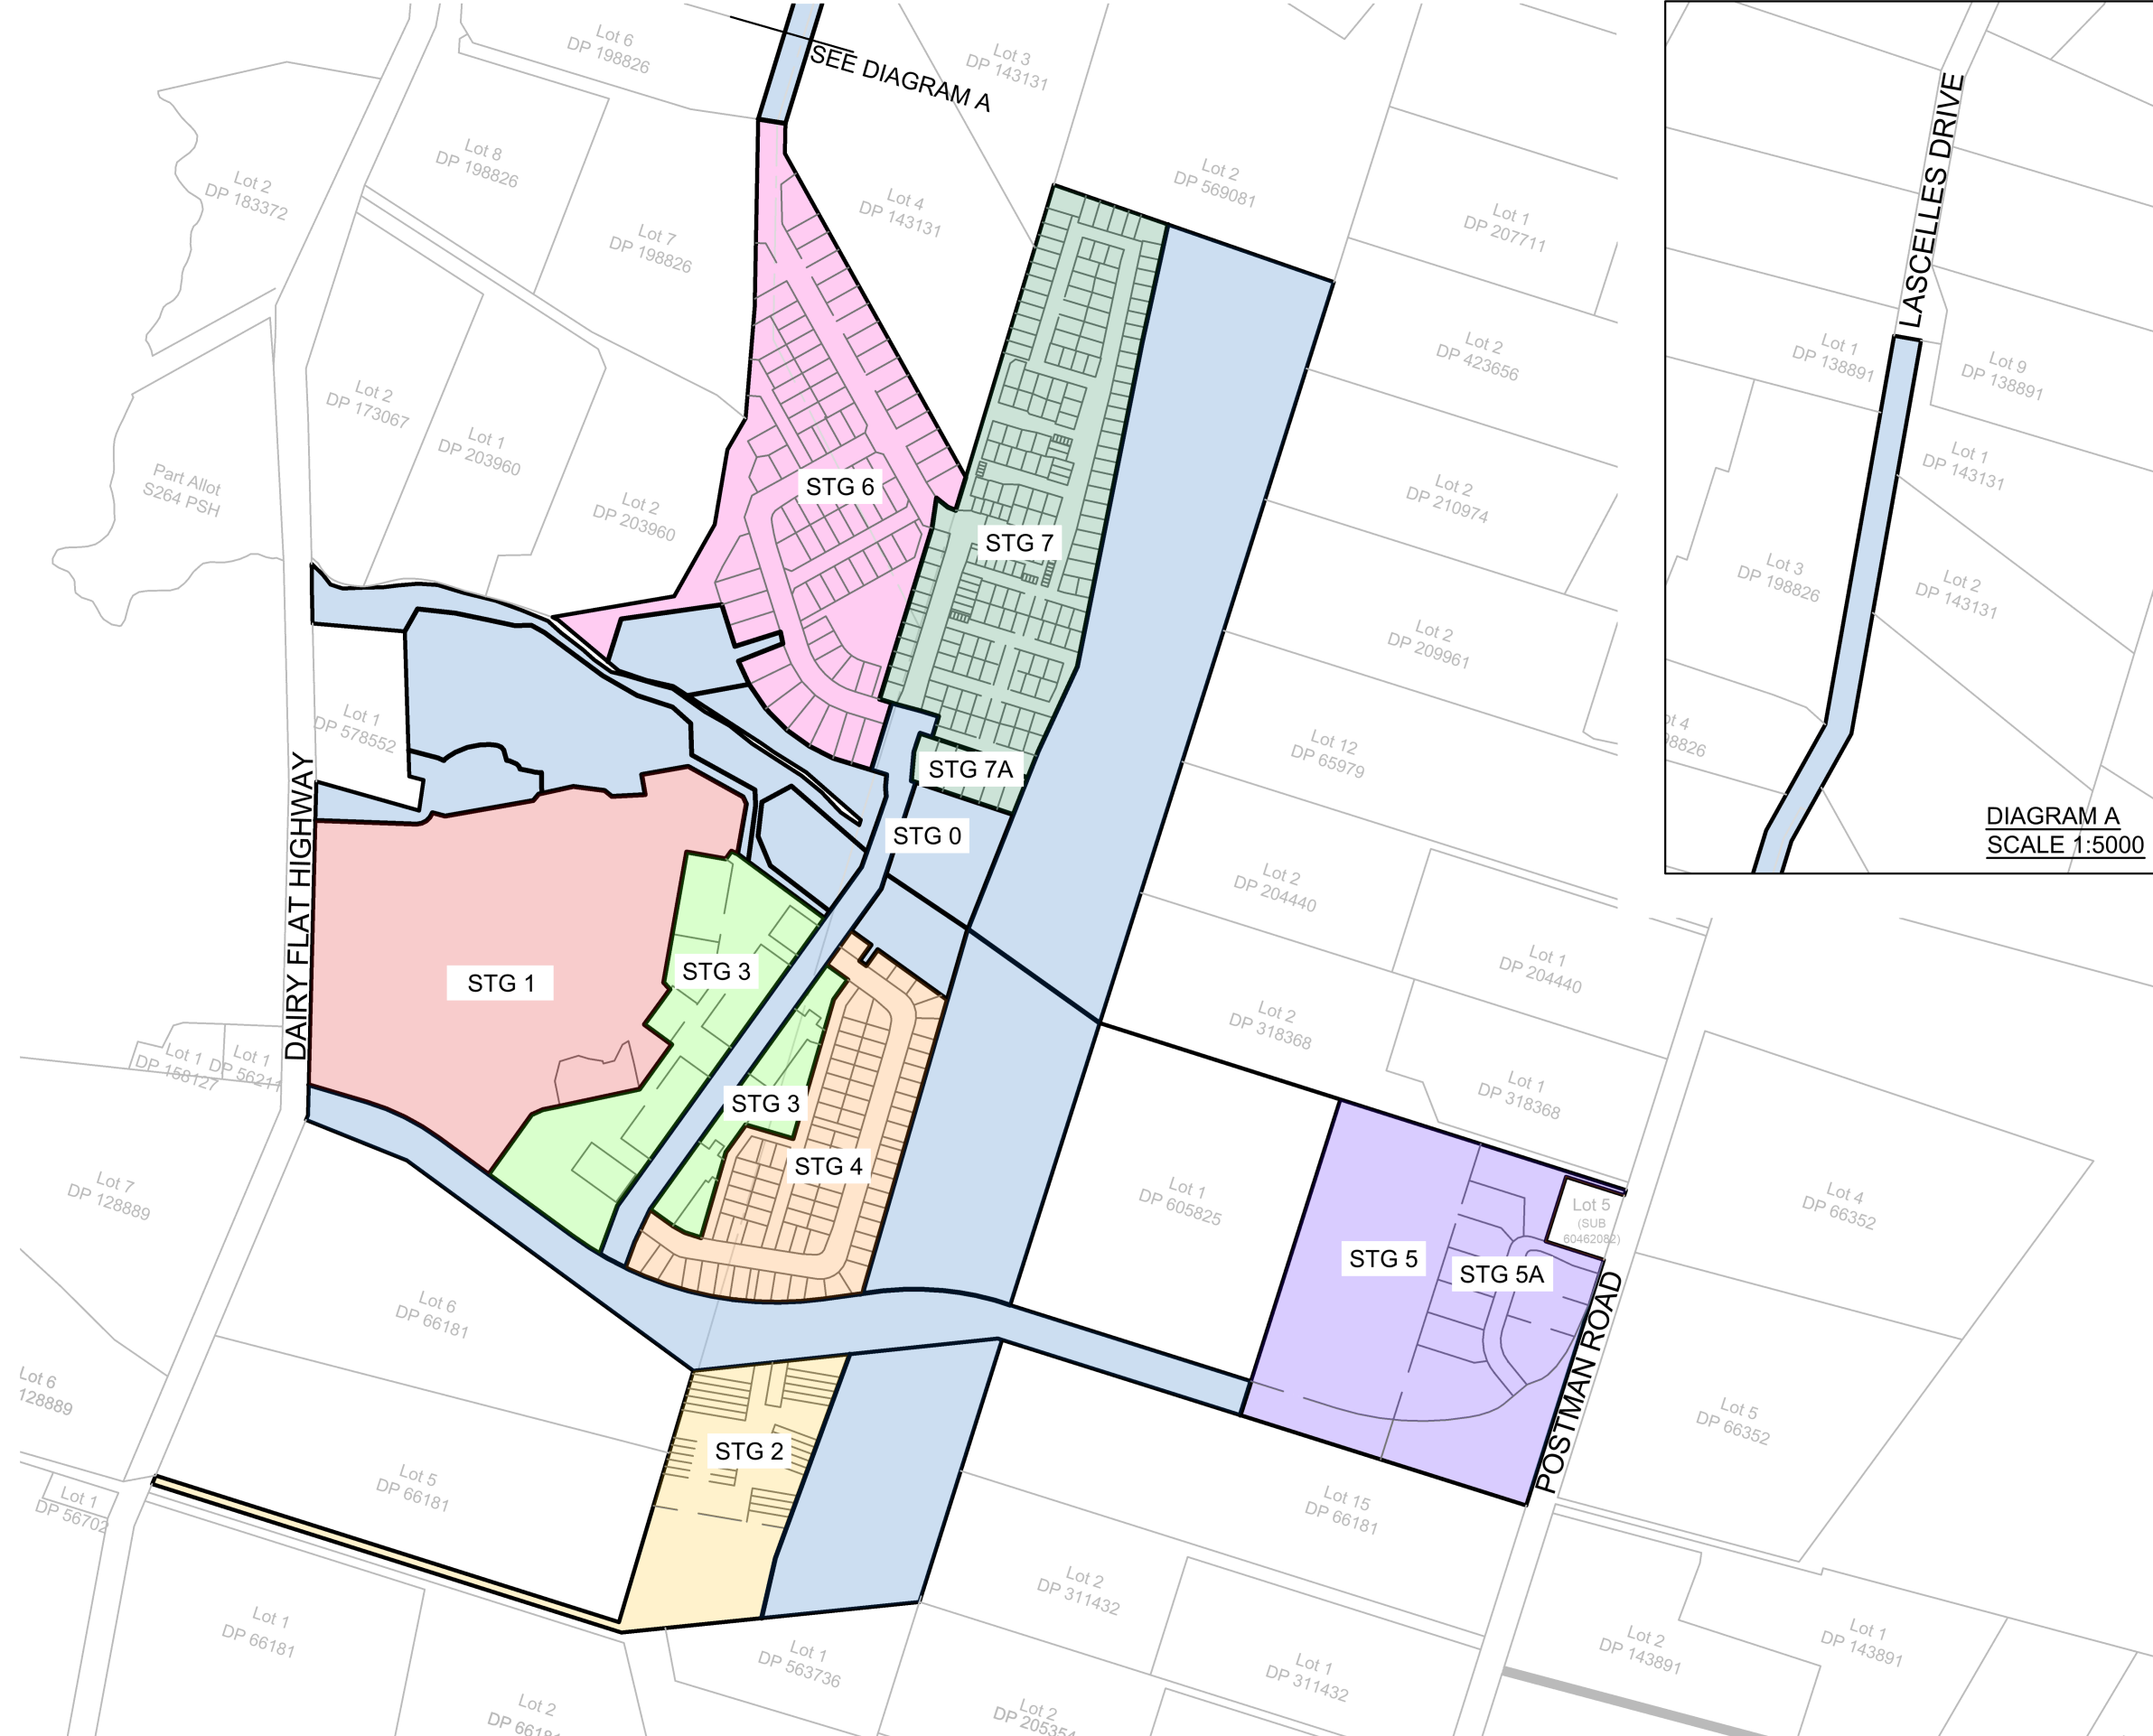 Lot 6
DP 198826
SEE DIAGRAM A
Lot 3
DP 143131
Lot 8
DP 198826
Lot 2
DP 183372
Lot 7
DP 198826
Lot 4
DP 143131
Lot 2
DP 569081
Lot 1
DP 207711
Lot 2
DP 423656
Lot 2
DP 173067
Lot 1
DP 203960
Part Allot
S264 PSH
Lot 2
DP 203960
STG 6
STG 7
Lot 2
DP 210974
Lot 2
DP 209961
Lot 1
DP 578552
Lot 12
DP 65979
STG 7A
STG 0
DAIRY FLAT HIGHWAY
STG 1
STG 3
Lot 2
DP 204440
Lot 1
DP 204440
Lot 2
DP 318368
Lot 1
DP 318368
Lot 1
DP 158127
Lot 1
DP 56211
STG 3
STG 4
Lot 7
DP 128889
Lot 1
DP 605825
Lot 5
(SUB
60462082)
Lot 4
DP 66352
STG 5
STG 5A
POSTMAN ROAD
Lot 6
DP 66181
Lot 6
128889
Lot 5
DP 66352
STG 2
Lot 5
DP 66181
Lot 1
DP 56702
Lot 15
DP 66181
Lot 2
DP 311432
Lot 1
DP 66181
Lot 1
DP 563736
Lot 1
DP 311432
Lot 2
DP 143891
Lot 1
DP 143891
Lot 2
DP 66181
Lot 2
DP 205354
LASCELLES DRIVE
Lot 1
DP 138891
Lot 9
DP 138891
Lot 1
DP 143131
Lot 3
DP 198826
Lot 2
DP 143131
ot 4
98826
DIAGRAM A
SCALE 1:5000